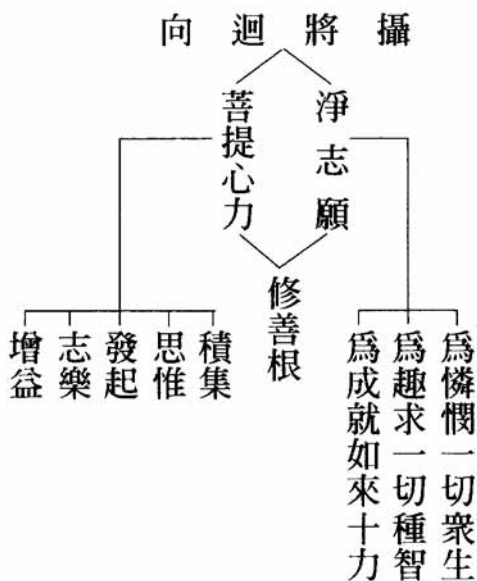 攝將迴向
淨志願
菩提心力
修善根
爲憐憫一切衆生
爲趣求一切種智
爲成就如來十力
積集
思惟
發起
志樂
增益